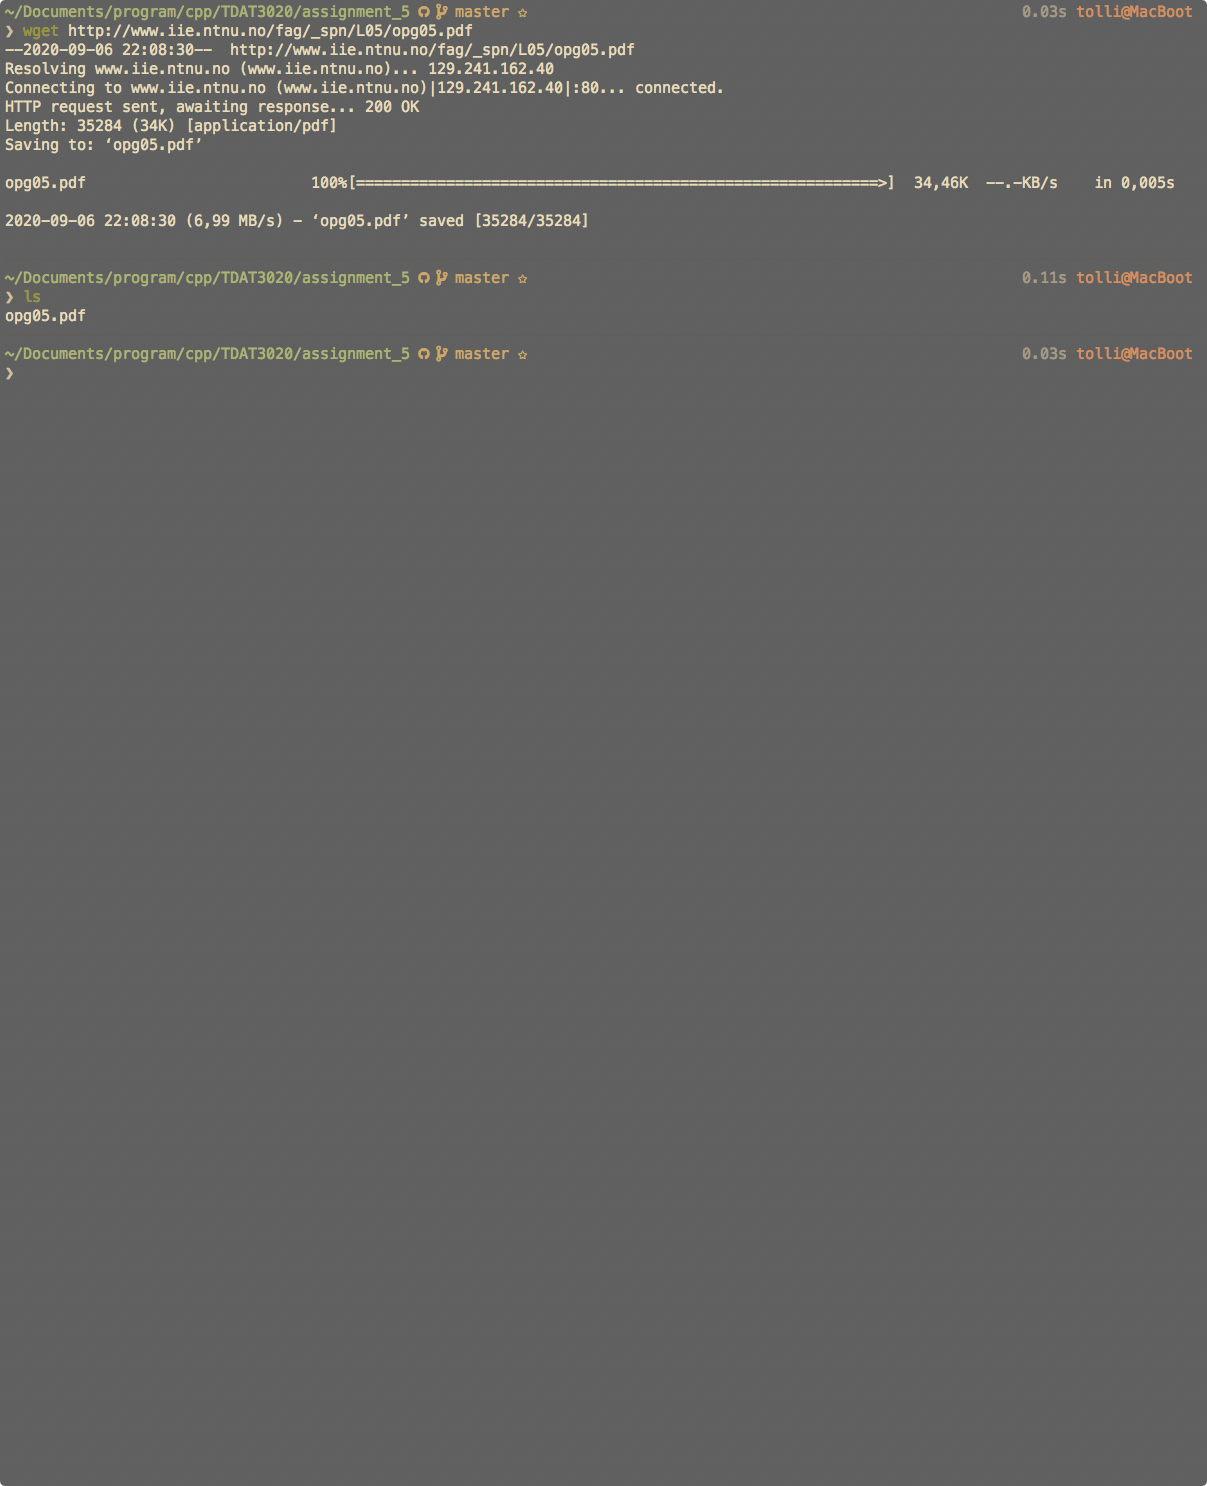 ~/Documents/program/cpp/TDAT3020/assignment_5 master ☆ 0.03s tolli@MacBoot
❯ wget http://www.iie.ntnu.no/fag/_spn/L05/opg05.pdf
--2020-09-06 22:08:30--  http://www.iie.ntnu.no/fag/_spn/L05/opg05.pdf
Resolving www.iie.ntnu.no (www.iie.ntnu.no)... 129.241.162.40
Connecting to www.iie.ntnu.no (www.iie.ntnu.no)|129.241.162.40|:80... connected.
HTTP request sent, awaiting response... 200 OK
Length: 35284 (34K) [application/pdf]
Saving to: ‘opg05.pdf’
opg05.pdf 100%[==========================================================>] 34,46K --.-KB/s in 0,005s
2020-09-06 22:08:30 (6,99 MB/s) - ‘opg05.pdf’ saved [35284/35284]
~/Documents/program/cpp/TDAT3020/assignment_5 master ☆ 0.11s tolli@MacBoot
❯ ls
opg05.pdf
~/Documents/program/cpp/TDAT3020/assignment_5 master ☆ 0.03s tolli@MacBoot
❯